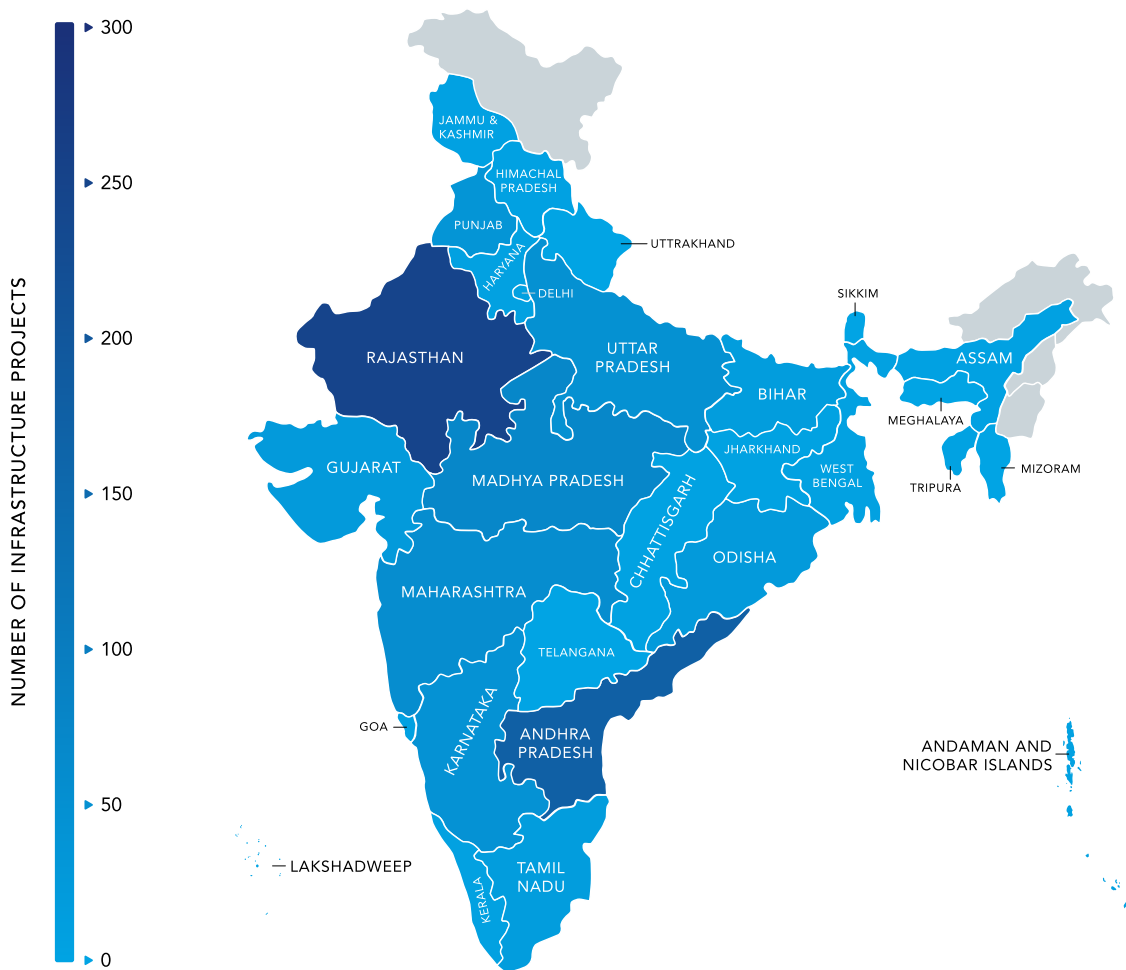 NUMBER OF INFRASTRUCTURE PROJECTS
300
250
200
150
100
50
0
JAMMU &
KASHMIR
HIMACHAL
PRADESH
PUNJAB
UTTRAKHAND
HARYANA
DELHI
SIKKIM
RAJASTHAN
UTTAR
PRADESH
ASSAM
BIHAR
MEGHALAYA
JHARKHAND
GUJARAT
MADHYA PRADESH
WEST
BENGAL
TRIPURA
MIZORAM
CHHATTISGARH
ODISHA
MAHARASHTRA
TELANGANA
GOA
KARNATAKA
ANDHRA
PRADESH
ANDAMAN AND
NICOBAR ISLANDS
LAKSHADWEEP
TAMIL
NADU
KERALA